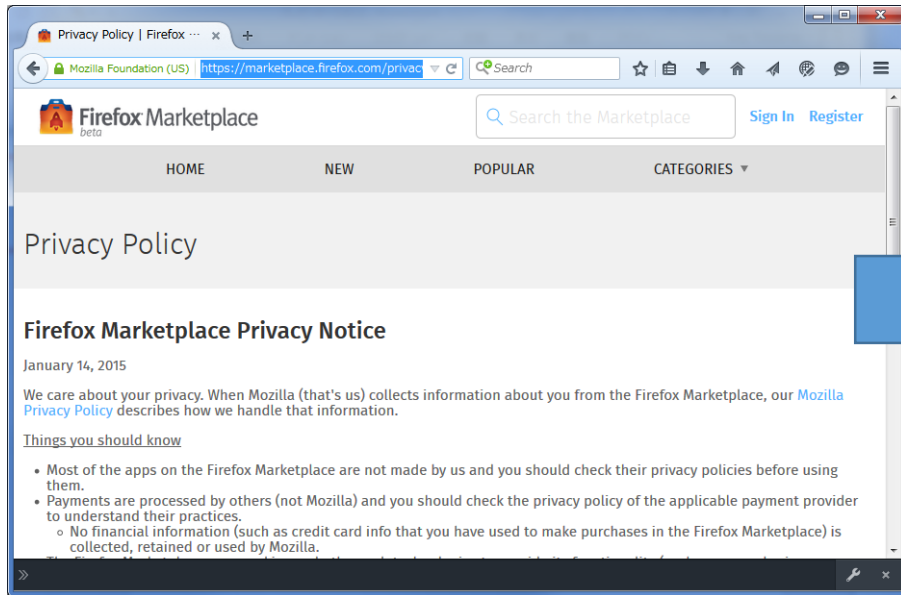 Privacy Policy | Firefox ···
Mozilla Foundation (US) https://marketplace.firefox.com/privac Search
Firefox Marketplace
beta
Search the Marketplace
Sign In Register
HOME NEW POPULAR CATEGORIES
Privacy Policy
Firefox Marketplace Privacy Notice
January 14, 2015
We care about your privacy. When Mozilla (that's us) collects information about you from the Firefox Marketplace, our Mozilla
Privacy Policy describes how we handle that information.
Things you should know
• Most of the apps on the Firefox Marketplace are not made by us and you should check their privacy policies before using
them.
• Payments are processed by others (not Mozilla) and you should check the privacy policy of the applicable payment provider
to understand their practices.
◦ No financial information (such as credit card info that you have used to make purchases in the Firefox Marketplace) is
collected, retained or used by Mozilla.